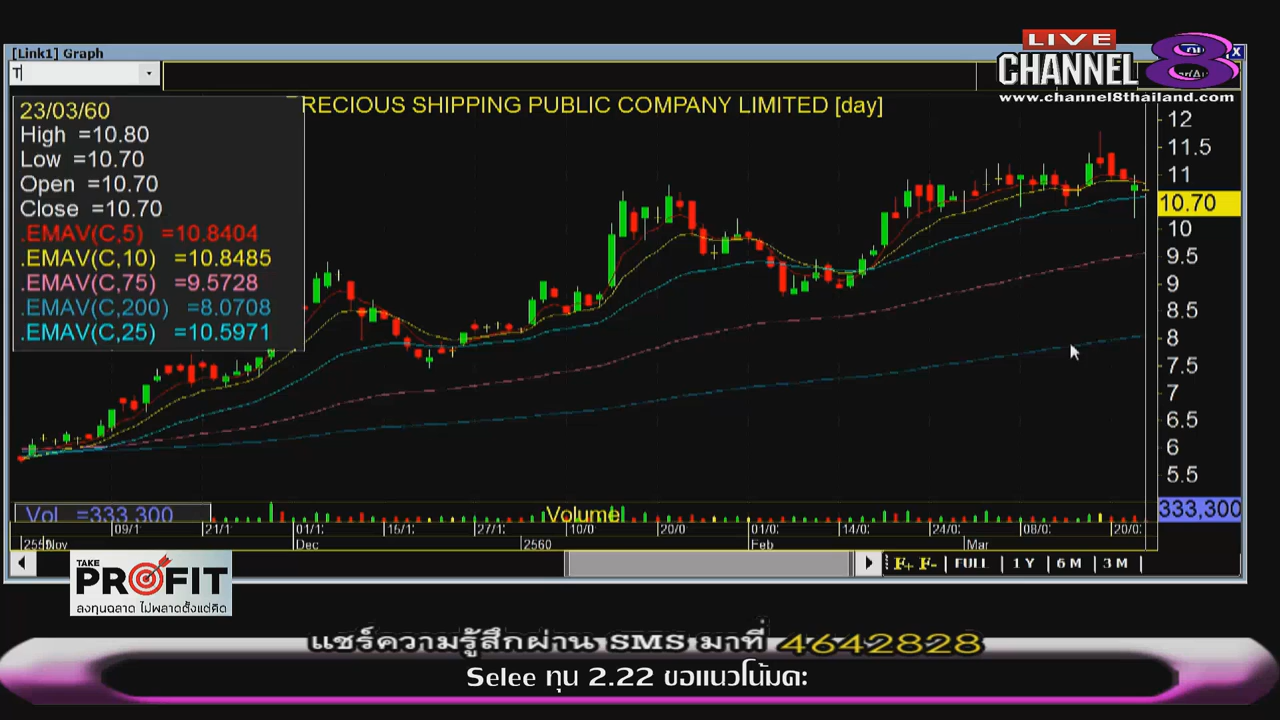 [Link1] Graph
LIVE
CHANNEL 8
www.channel8thailand.com
T
RECIOUS SHIPPING PUBLIC COMPANY LIMITED [day]
23/03/60
High =10.80
Low =10.70
Open =10.70
Close =10.70
.EMAV(C,5) =10.8404
.EMAV(C,10) =10.8485
.EMAV(C,75) =9.5728
.EMAV(C,200) =8.0708
.EMAV(C,25) =10.5971
12
11.5
11
10.70
10
9.5
9
8.5
8
7.5
7
6.5
6
5.5
Vol =333,300
Volume
333,300
09/1 21/1 01/1 16/1 27/1 10/0 20/0 01/0 14/0 24/0 08/0 20/0
Nov Dec 2560 Feb Mar
F+ F- FULL 1 Y 6 M 3 M
TAKE
PROFIT
ลงทุนฉลาด ไม่พลาดตั้งแต่คิด
แชร์ความรู้สึกผ่าน SMS มาที่ 4642828
Selee ทุน 2.22 ขอแนวโน้มคะ